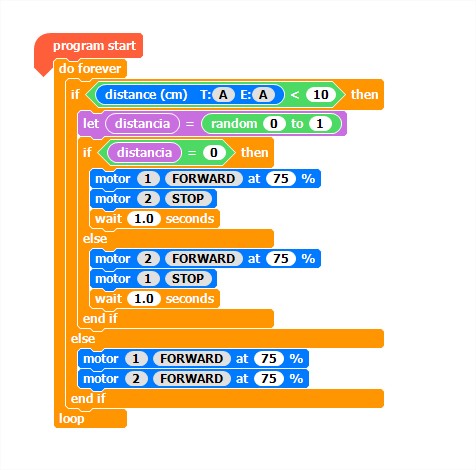 program start
do forever
if distance (cm) T: A E: A < 10 then
let distancia = random 0 to 1
if distancia = 0 then
motor 1 FORWARD at 75 %
motor 2 STOP
wait 1.0 seconds
else
motor 2 FORWARD at 75 %
motor 1 STOP
wait 1.0 seconds
end if
else
motor 1 FORWARD at 75 %
motor 2 FORWARD at 75 %
end if
loop